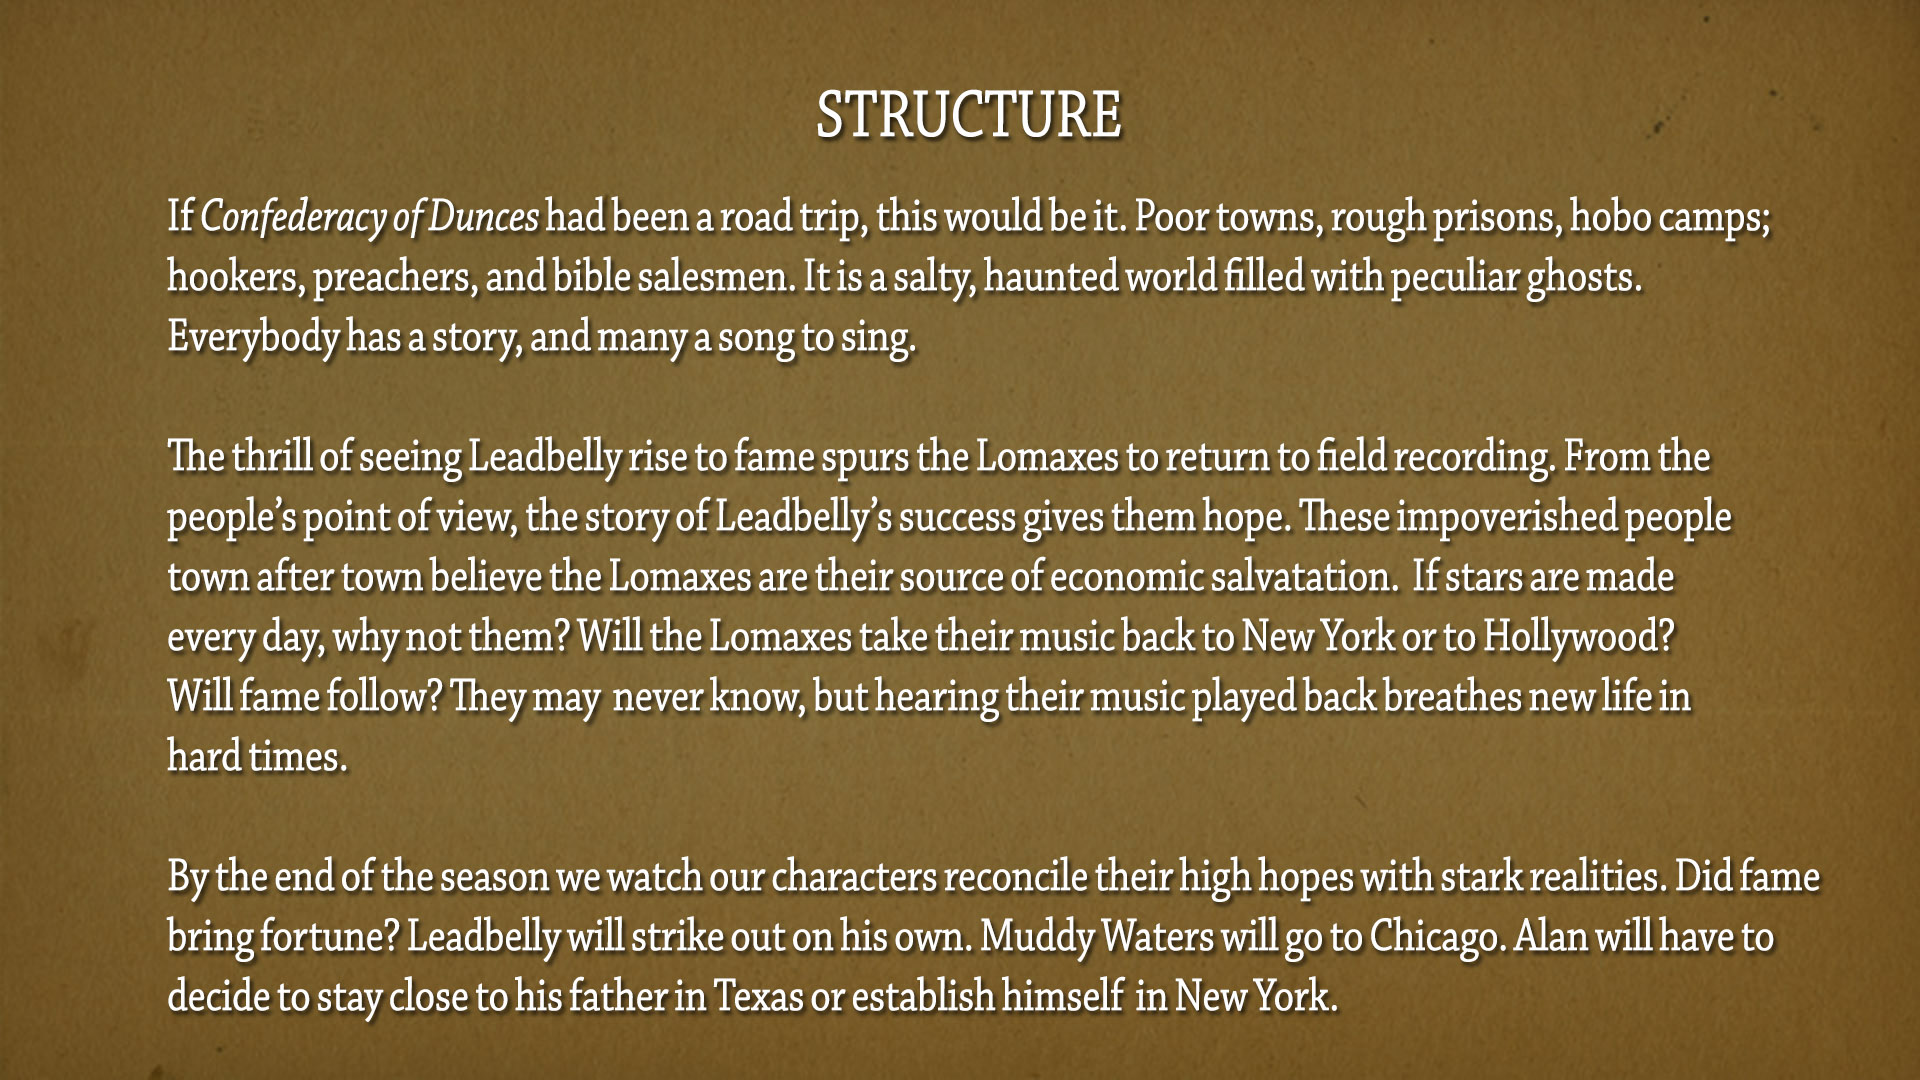 STRUCTURE
If Confederacy of Dunces had been a road trip, this would be it. Poor towns, rough prisons, hobo camps;
hookers, preachers, and bible salesmen. It is a salty, haunted world filled with peculiar ghosts.
Everybody has a story, and many a song to sing.
The thrill of seeing Leadbelly rise to fame spurs the Lomaxes to return to field recording. From the
people’s point of view, the story of Leadbelly’s success gives them hope. These impoverished people
town after town believe the Lomaxes are their source of economic salvatation.  If stars are made
every day, why not them? Will the Lomaxes take their music back to New York or to Hollywood?
Will fame follow? They may  never know, but hearing their music played back breathes new life in
hard times.
By the end of the season we watch our characters reconcile their high hopes with stark realities. Did fame
bring fortune? Leadbelly will strike out on his own. Muddy Waters will go to Chicago. Alan will have to
decide to stay close to his father in Texas or establish himself  in New York.